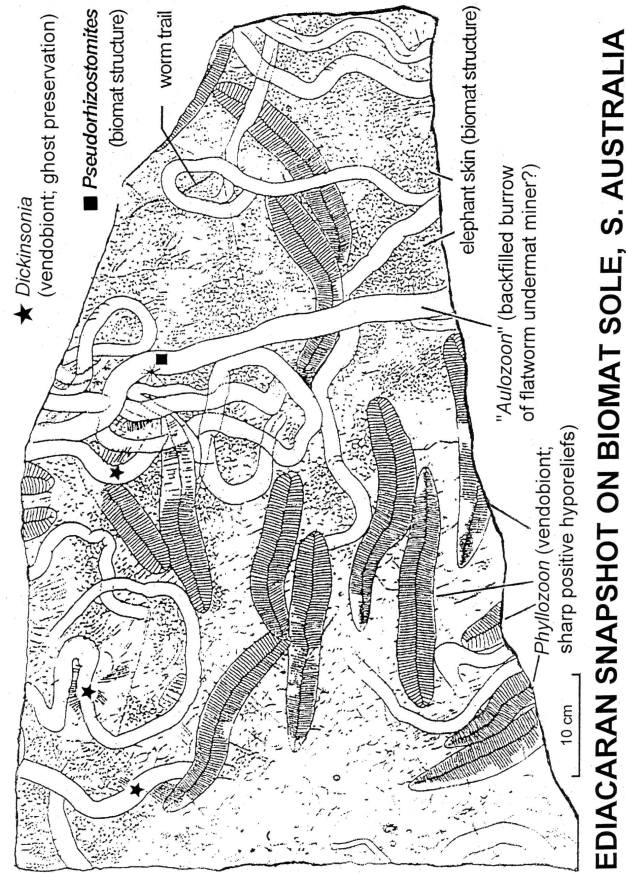 ★ Dickinsonia
(vendobiont; ghost preservation)
■ Pseudorhizostomites
(biomat structure)
worm trail
elephant skin (biomat structure)
"Aulozoon" (backfilled burrow
of flatworm undermat miner?)
Phyllozoon (vendobiont;
sharp positive hyporeliefs)
10 cm
EDIACARAN SNAPSHOT ON BIOMAT SOLE, S. AUSTRALIA